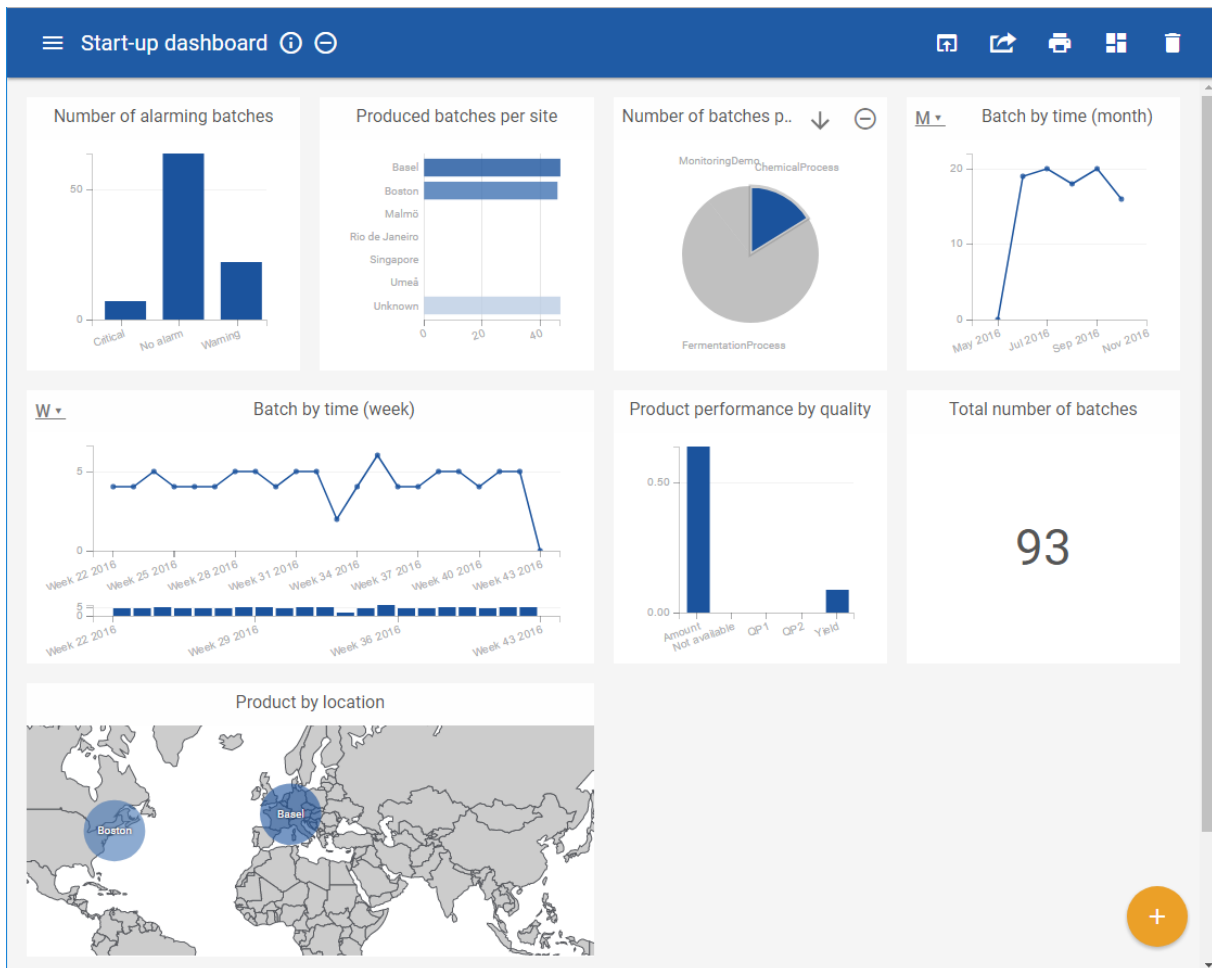 Start-up dashboard
Number of alarming batches
50
0
Critical
No alarm
Warning
Produced batches per site
Basel
Boston
Malmö
Rio de Janeiro
Singapore
Umeå
Unknown
0
20
40
Number of batches p..
MonitoringDemo
ChemicalProcess
FermentationProcess
M
Batch by time (month)
20
10
0
May 2016
Jul 2016
Sep 2016
Nov 2016
W
Batch by time (week)
5
0
Week 22 2016
Week 25 2016
Week 28 2016
Week 31 2016
Week 34 2016
Week 37 2016
Week 40 2016
Week 43 2016
5
0
Week 22 2016
Week 29 2016
Week 36 2016
Week 43 2016
Product performance by quality
0.50
0.00
Amount
Not available
QP1
QP2
Yield
Total number of batches
93
Product by location
Boston
Basel
+